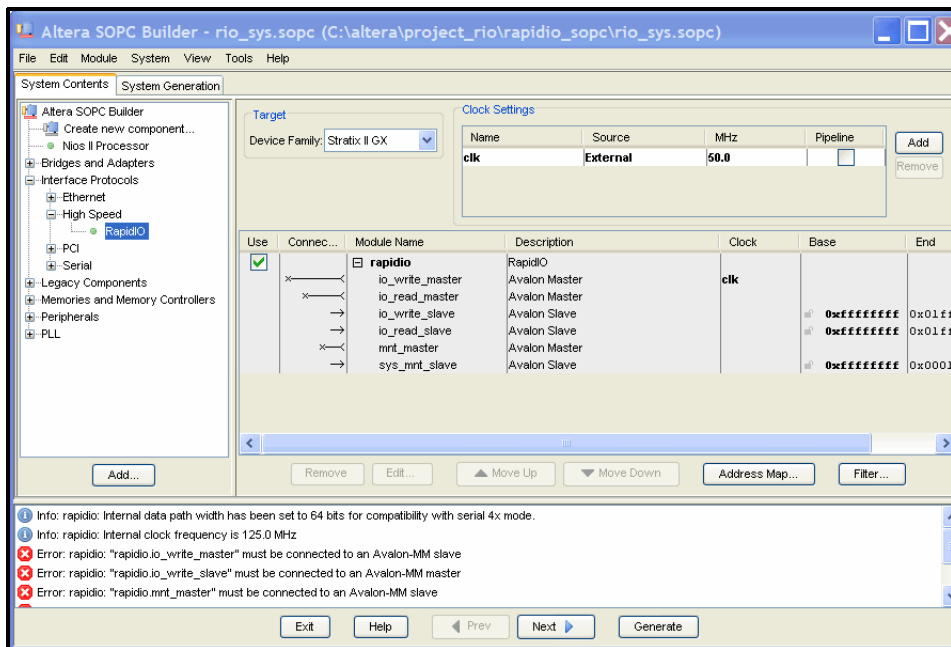 Altera SOPC Builder - rio_sys.sopc (C:\altera\project_rio\rapidio_sopc\rio_sys.sopc)
File Edit Module System View Tools Help
System Contents System Generation
Altera SOPC Builder
Create new component...
Nios II Processor
Bridges and Adapters
Interface Protocols
Ethernet
High Speed
RapidIO
PCI
Serial
Legacy Components
Memories and Memory Controllers
Peripherals
PLL
Add...
Target
Device Family: Stratix II GX
Clock Settings
Name Source MHz Pipeline
clk External 50.0
Add
Remove
Use Connec... Module Name Description Clock Base End
rapidio RapidIO
io_write_master Avalon Master clk
io_read_master Avalon Master
io_write_slave Avalon Slave 0xffffffff 0x01ff
io_read_slave Avalon Slave 0xffffffff 0x01ff
mnt_master Avalon Master
sys_mnt_slave Avalon Slave 0xffffffff 0x0001
Remove Edit... Move Up Move Down Address Map... Filter...
Info: rapidio: Internal data path width has been set to 64 bits for compatibility with serial 4x mode.
Info: rapidio: Internal clock frequency is 125.0 MHz
Error: rapidio: "rapidio.io_write_master" must be connected to an Avalon-MM slave
Error: rapidio: "rapidio.io_write_slave" must be connected to an Avalon-MM master
Error: rapidio: "rapidio.mnt_master" must be connected to an Avalon-MM slave
Exit Help Prev Next Generate